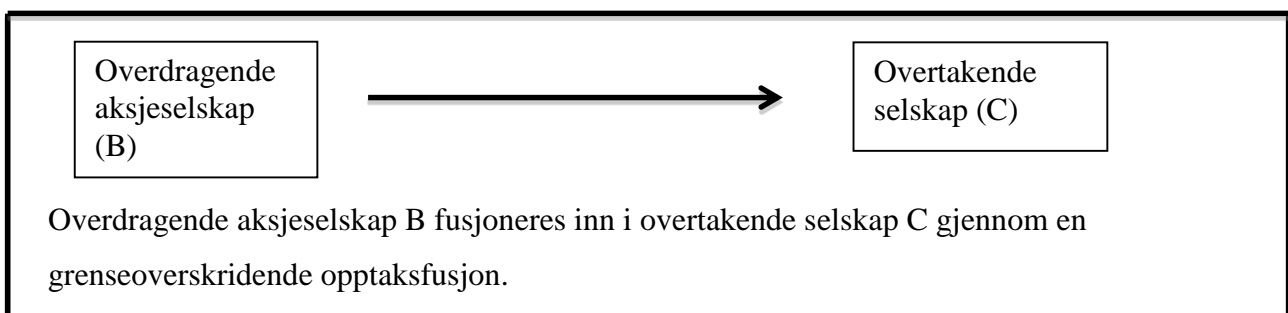 Overdragende
aksjeselskap
(B)
Overtakende
selskap (C)
Overdragende aksjeselskap B fusjoneres inn i overtakende selskap C gjennom en
grenseoverskridende opptaksfusjon.